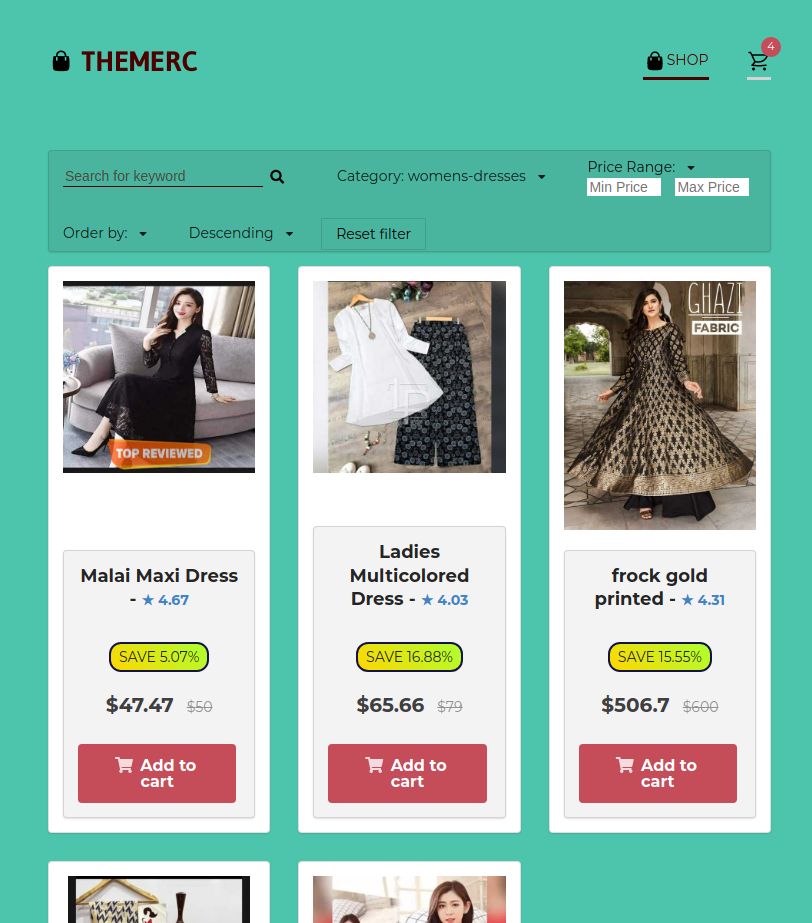 THEMERC
SHOP
4
Search for keyword
Category: womens-dresses
Price Range:
Min Price
Max Price
Order by:
Descending
Reset filter
TOP REVIEWED
GHAZI
FABRIC
Malai Maxi Dress
- ★ 4.67
SAVE 5.07%
$47.47 $50
Add to
cart
Ladies
Multicolored
Dress - ★ 4.03
SAVE 16.88%
$65.66 $79
Add to
cart
frock gold
printed - ★ 4.31
SAVE 15.55%
$506.7 $600
Add to
cart